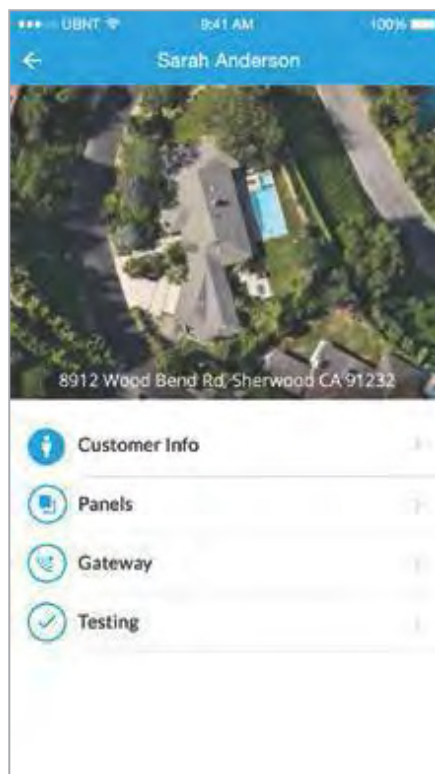 UBNT 9:41 AM 100%
Sarah Anderson
8912 Wood Bend Rd, Sherwood CA 91232
Customer Info
Panels
Gateway
Testing